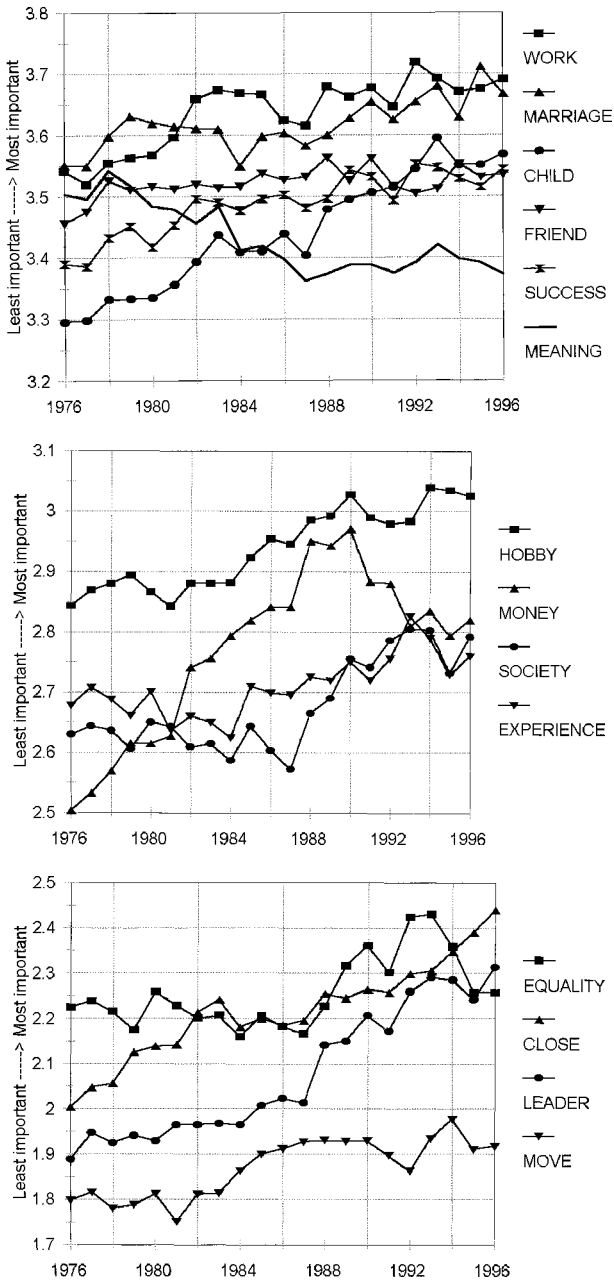 Least important -----> Most important
3.8
3.7
3.6
3.5
3.4
3.3
3.2
1976 1980 1984 1988 1992 1996
WORK
MARRIAGE
CHILD
FRIEND
SUCCESS
MEANING
Least important -----> Most important
3.1
3
2.9
2.8
2.7
2.6
2.5
1976 1980 1984 1988 1992 1996
HOBBY
MONEY
SOCIETY
EXPERIENCE
Least important -----> Most important
2.5
2.4
2.3
2.2
2.1
2
1.9
1.8
1.7
1976 1980 1984 1988 1992 1996
EQUALITY
CLOSE
LEADER
MOVE